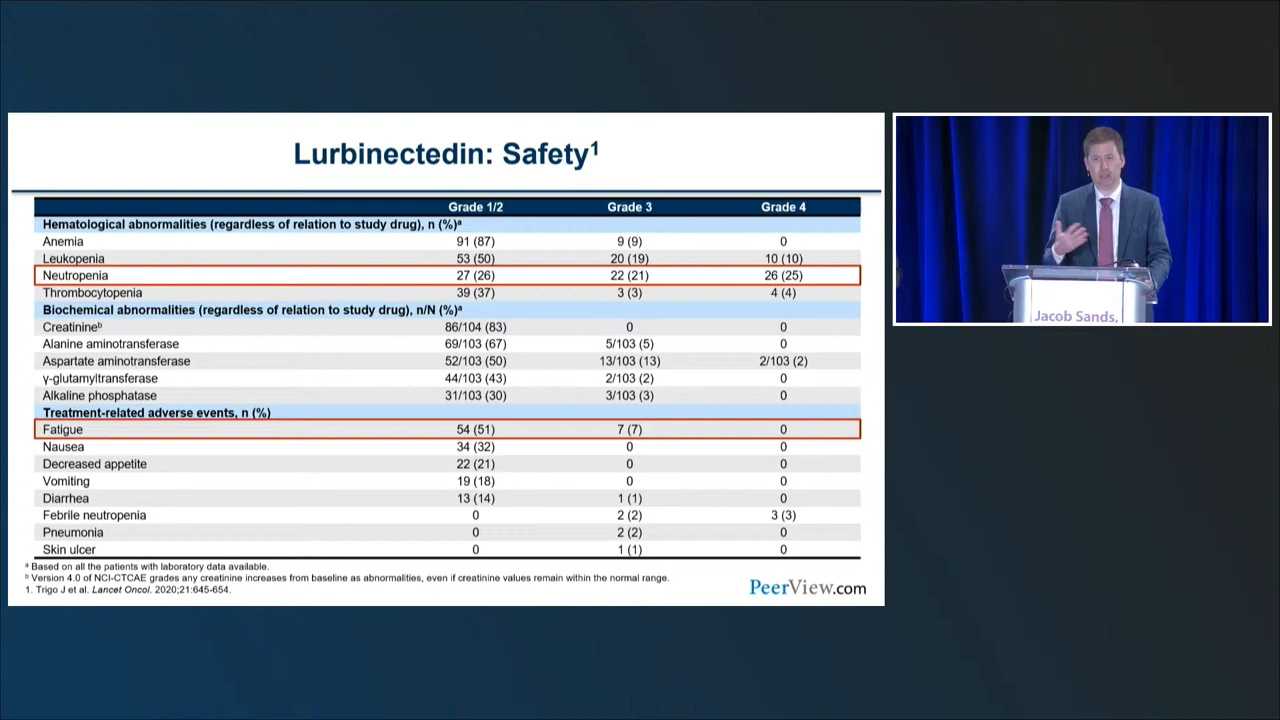 Lurbinectedin: Safety¹
Grade 1/2 Grade 3 Grade 4
Hematological abnormalities (regardless of relation to study drug), n (%)ᵃ
Anemia 91 (87) 9 (9) 0
Leukopenia 53 (50) 20 (19) 10 (10)
Neutropenia 27 (26) 22 (21) 26 (25)
Thrombocytopenia 39 (37) 3 (3) 4 (4)
Biochemical abnormalities (regardless of relation to study drug), n/N (%)ᵃ
Creatinineᵇ 86/104 (83) 0 0
Alanine aminotransferase 69/103 (67) 5/103 (5) 0
Aspartate aminotransferase 52/103 (50) 13/103 (13) 2/103 (2)
γ-glutamyltransferase 44/103 (43) 2/103 (2) 0
Alkaline phosphatase 31/103 (30) 3/103 (3) 0
Treatment-related adverse events, n (%)
Fatigue 54 (51) 7 (7) 0
Nausea 34 (32) 0 0
Decreased appetite 22 (21) 0 0
Vomiting 19 (18) 0 0
Diarrhea 13 (14) 1 (1) 0
Febrile neutropenia 0 2 (2) 3 (3)
Pneumonia 0 2 (2) 0
Skin ulcer 0 1 (1) 0
ᵃ Based on all the patients with laboratory data available.
ᵇ Version 4.0 of NCI-CTCAE grades any creatinine increases from baseline as abnormalities, even if creatinine values remain within the normal range.
1. Trigo J et al. Lancet Oncol. 2020;21:645-654.
PeerView.com
Jacob Sands,